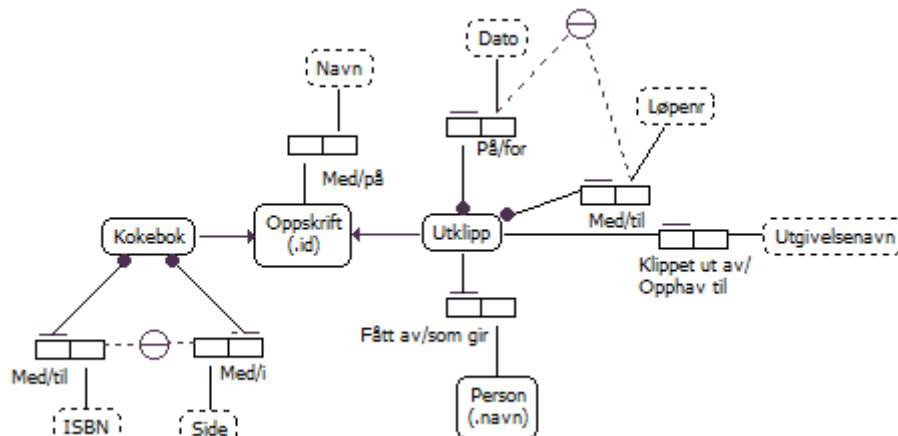 Dato
Navn
Løpenr
På/for
Med/på
Med/til
Kokebok
Oppskrift
(.id)
Utklipp
Utgivelsenavn
Klippet ut av/
Opphav til
Fått av/som gir
Med/til
Med/i
Person
(.navn)
ISBN
Side